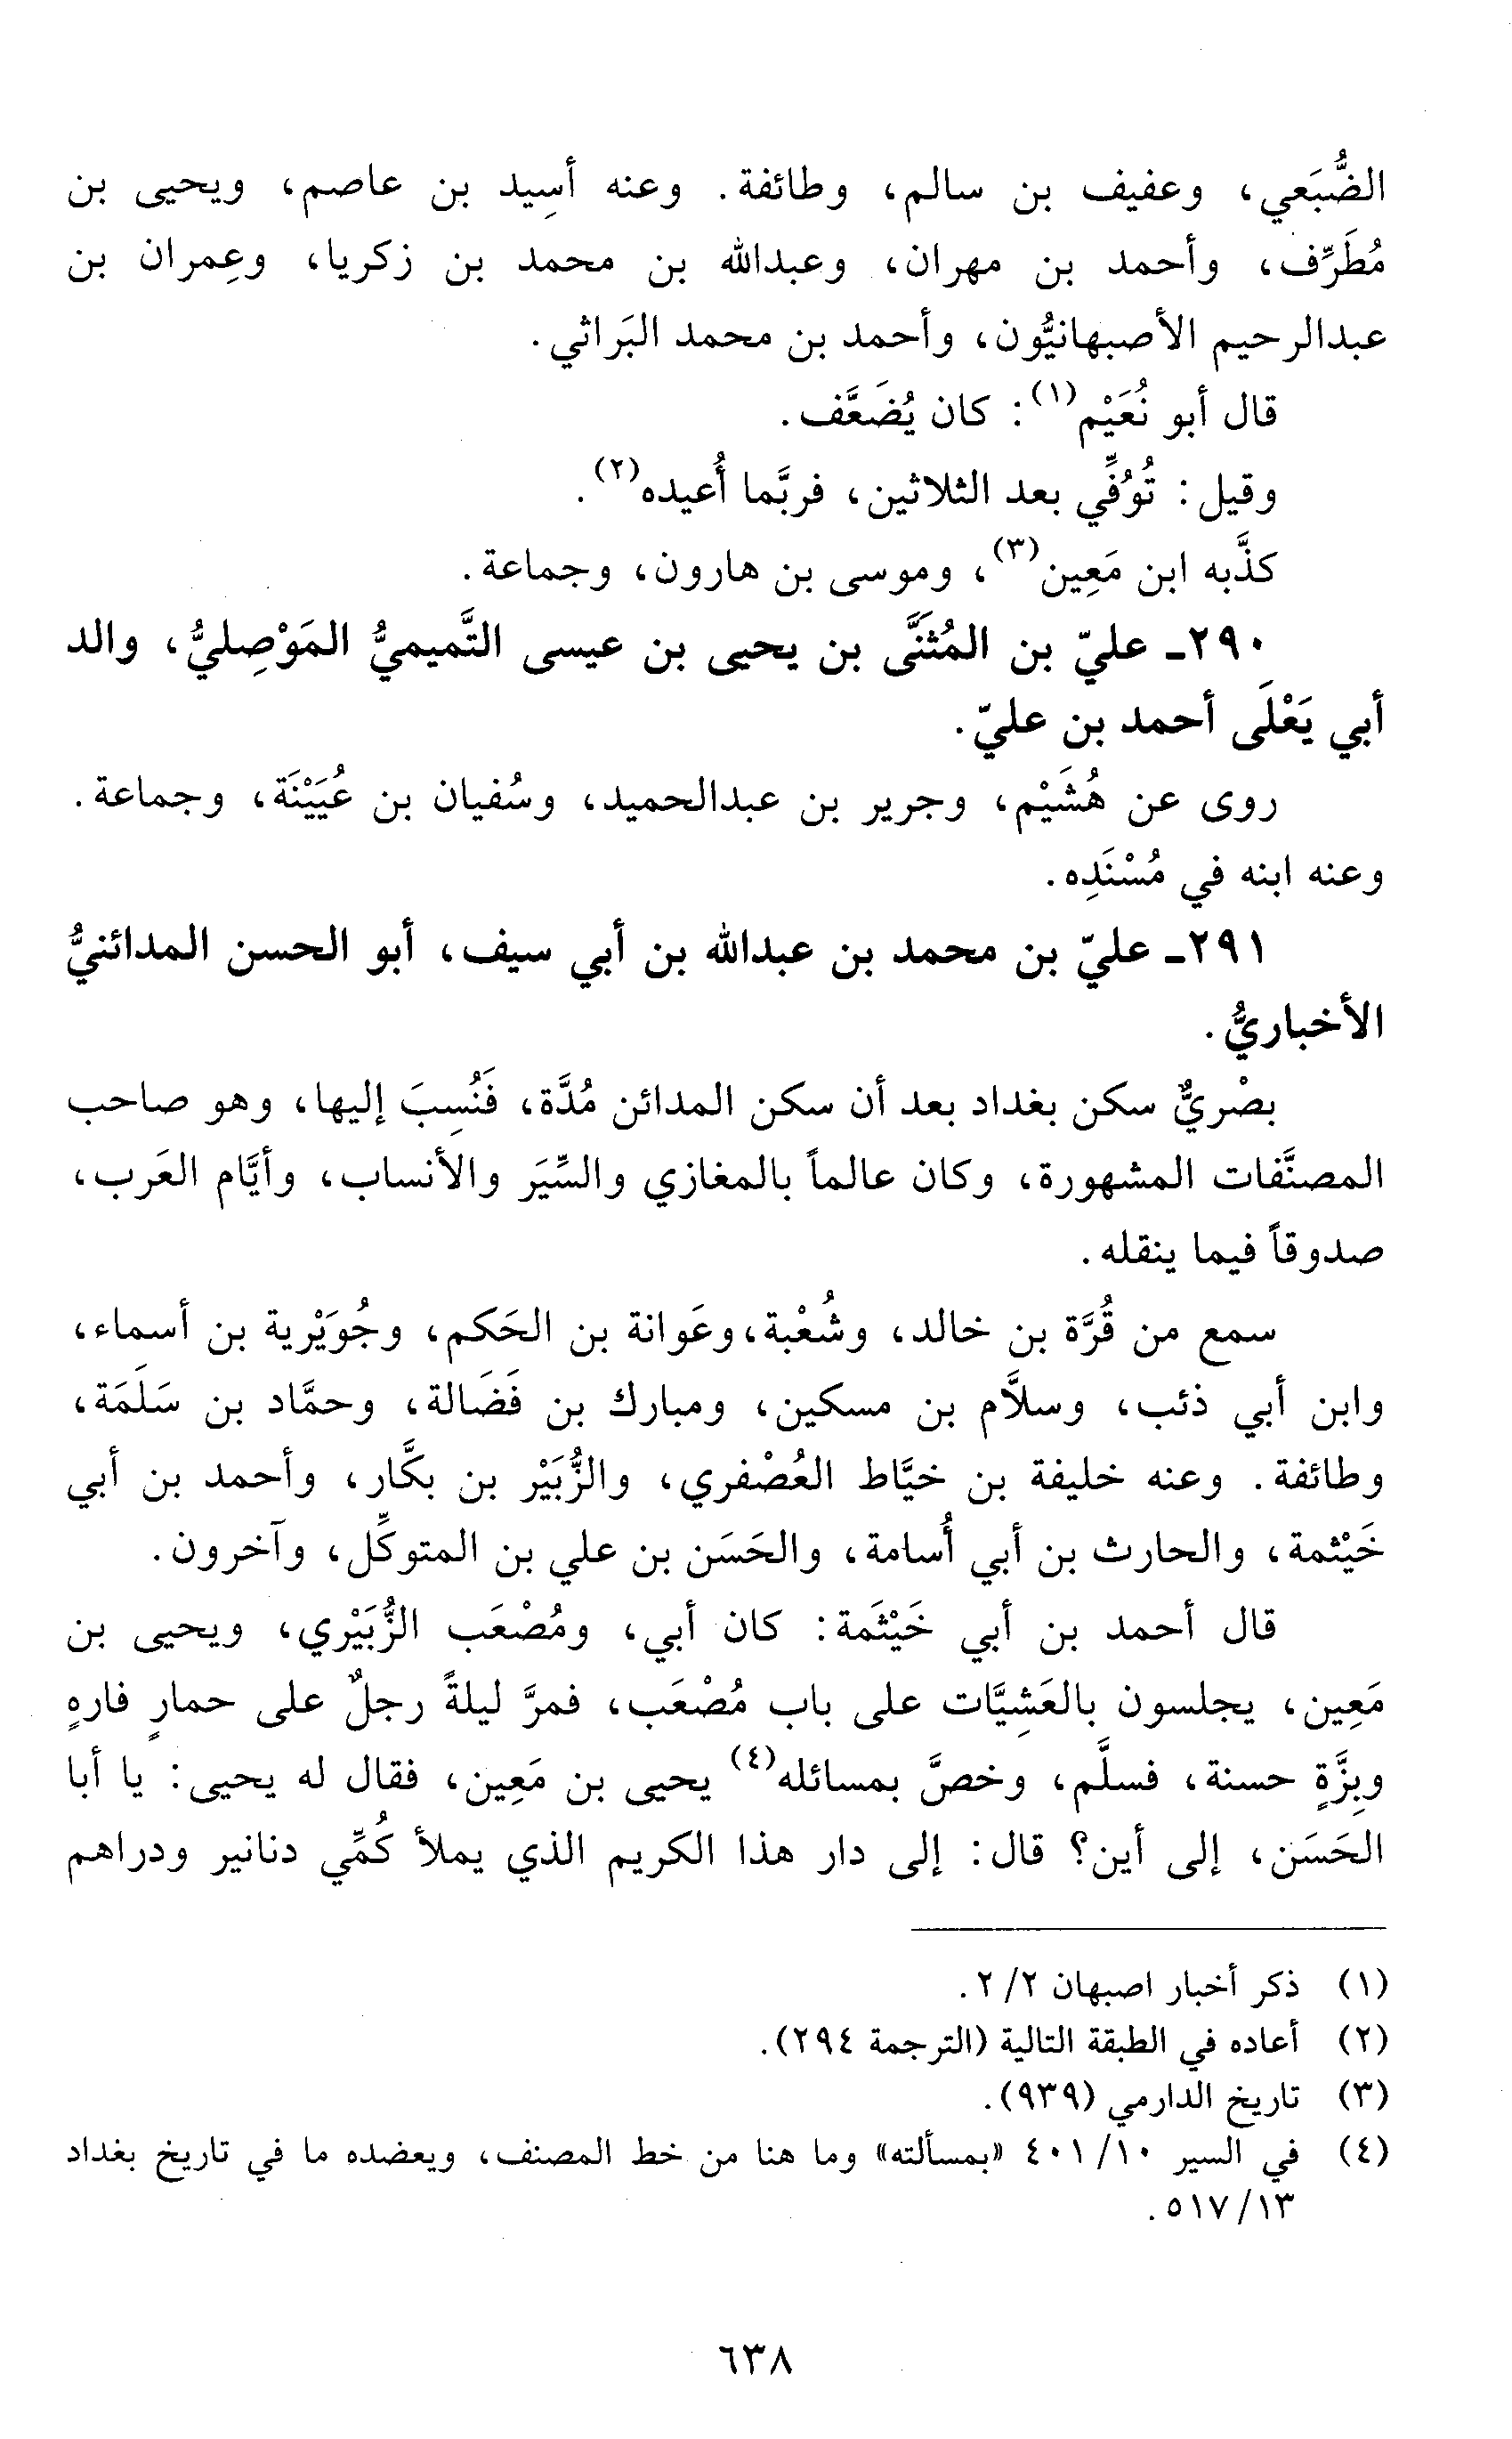 الضُّبَعي، وعفيف بن سالم، وطائفة. وعنه أَسِيد بن عاصم، ويحيى بن
مُطَرِّف، وأحمد بن مهران، وعبدالله بن محمد بن زكريا، وعِمران بن
عبدالرحيم الأصبهانيُّون، وأحمد بن محمد البَراثي.
قال أبو نُعَيْم(١): كان يُضَعَّف.
وقيل: تُوُفِّي بعد الثلاثين، فربَّما أُعيده(٢).
كذَّبه ابن مَعِين(٣)، وموسى بن هارون، وجماعة.
٢٩٠- عليّ بن المُثَنَّى بن يحيى بن عيسى التَّميميُّ المَوْصِليُّ، والد
أبي يَعْلَى أحمد بن عليّ.
روى عن هُشَيْم، وجرير بن عبدالحميد، وسُفيان بن عُيَيْنَة، وجماعة.
وعنه ابنه في مُسْنَدِه.
٢٩١- عليّ بن محمد بن عبدالله بن أبي سيف، أبو الحسن المدائنيُّ
الأخباريُّ.
بصْريٌّ سكن بغداد بعد أن سكن المدائن مُدَّة، فَنُسِبَ إليها، وهو صاحب
المصنَّفات المشهورة، وكان عالماً بالمغازي والسِّيَر والأنساب، وأيَّام العَرب،
صدوقاً فيما ينقله.
سمع من قُرَّة بن خالد، وشُعْبة، وعَوانة بن الحَكم، وجُوَيْرية بن أسماء،
وابن أبي ذئب، وسلاَّم بن مسكين، ومبارك بن فَضَالة، وحمَّاد بن سَلَمَة،
وطائفة. وعنه خليفة بن خيَّاط العُصْفري، والزُّبَيْر بن بكَّار، وأحمد بن أبي
خَيْثمة، والحارث بن أبي أُسامة، والحَسَن بن علي بن المتوكِّل، وآخرون.
قال أحمد بن أبي خَيْثَمة: كان أبي، ومُصْعَب الزُّبَيْري، ويحيى بن
مَعِين، يجلسون بالعَشِيَّات على باب مُصْعَب، فمرَّ ليلةً رجلٌ على حمارٍ فارهٍ
وبِزَّةٍ حسنة، فسلَّم، وخصَّ بمسائله(٤) يحيى بن مَعِين، فقال له يحيى: يا أبا
الحَسَن، إلى أين؟ قال: إلى دار هذا الكريم الذي يملأ كُمِّي دنانير ودراهم
(١) ذكر أخبار اصبهان ٢/ ٢.
(٢) أعاده في الطبقة التالية (الترجمة ٢٩٤).
(٣) تاريخ الدارمي (٩٣٩).
(٤) في السير ١٠/ ٤٠١ «بمسألته» وما هنا من خط المصنف، ويعضده ما في تاريخ بغداد
١٣/ ٥١٧.
٦٣٨